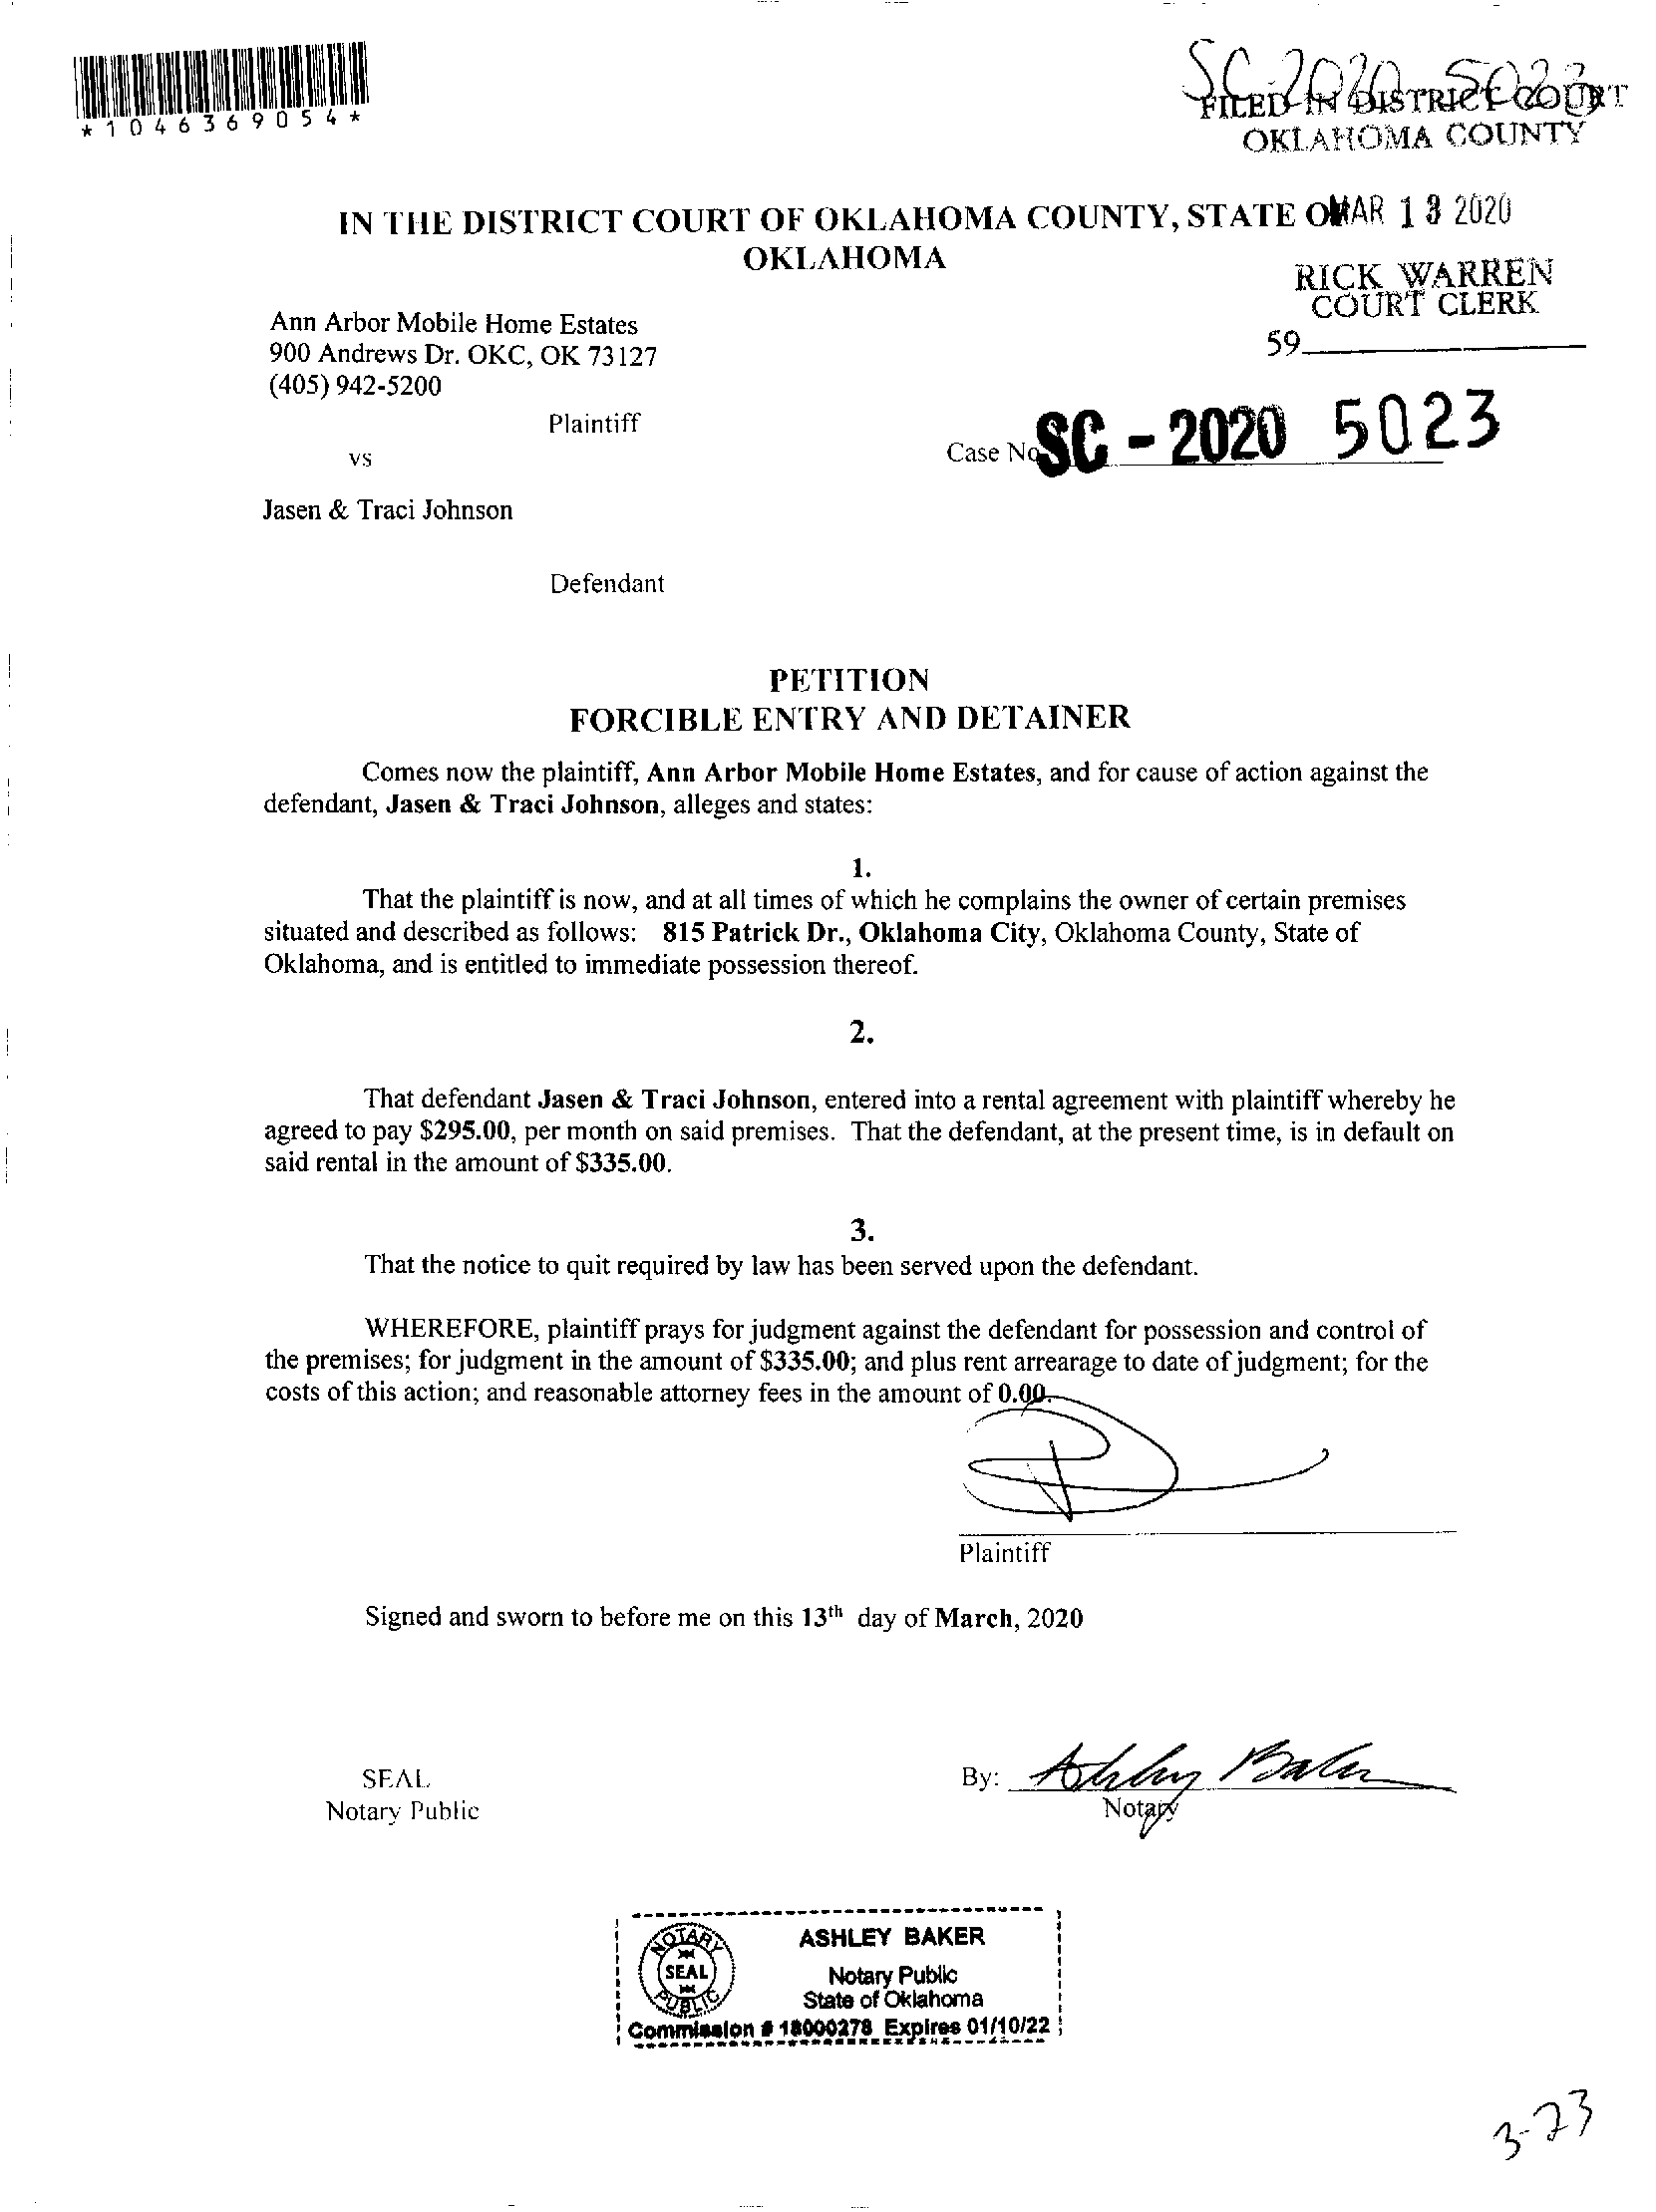 *1046369054*
SC-2020-5023
FILED IN DISTRICT COURT
OKLAHOMA COUNTY
MAR 13 2020
RICK WARREN
COURT CLERK
59
IN THE DISTRICT COURT OF OKLAHOMA COUNTY, STATE O
OKLAHOMA
Ann Arbor Mobile Home Estates
900 Andrews Dr. OKC, OK 73127
(405) 942-5200
Plaintiff
vs
Case No SC - 2020 5023
Jasen & Traci Johnson
Defendant
PETITION
FORCIBLE ENTRY AND DETAINER
Comes now the plaintiff, Ann Arbor Mobile Home Estates, and for cause of action against the
defendant, Jasen & Traci Johnson, alleges and states:
1.
That the plaintiff is now, and at all times of which he complains the owner of certain premises
situated and described as follows: 815 Patrick Dr., Oklahoma City, Oklahoma County, State of
Oklahoma, and is entitled to immediate possession thereof.
2.
That defendant Jasen & Traci Johnson, entered into a rental agreement with plaintiff whereby he
agreed to pay $295.00, per month on said premises. That the defendant, at the present time, is in default on
said rental in the amount of $335.00.
3.
That the notice to quit required by law has been served upon the defendant.
WHEREFORE, plaintiff prays for judgment against the defendant for possession and control of
the premises; for judgment in the amount of $335.00; and plus rent arrearage to date of judgment; for the
costs of this action; and reasonable attorney fees in the amount of 0.00.
Plaintiff
Signed and sworn to before me on this 13th day of March, 2020
SEAL
Notary Public
By: Ashley Baker
Notary
NOTARY
SEAL
PUBLIC
ASHLEY BAKER
Notary Public
State of Oklahoma
Commission # 18000278 Expires 01/10/22
3-23